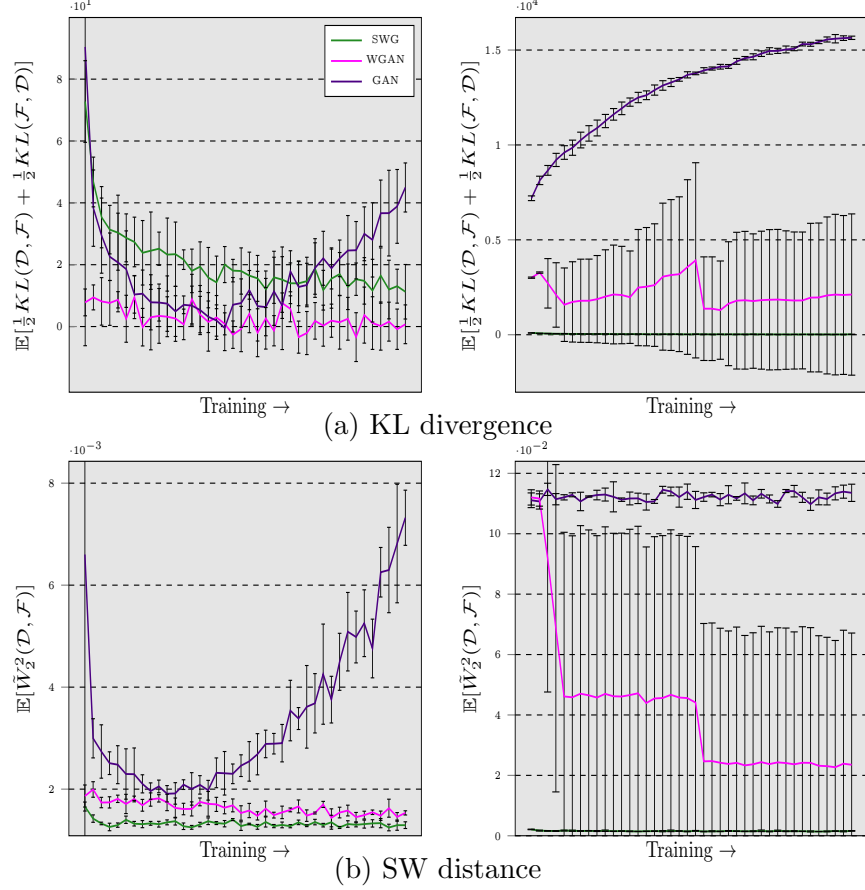 ·10¹
·10⁴
SWG
WGAN
GAN
8
6
4
2
0
𝔼[½KL(𝒟, ℱ) + ½KL(ℱ, 𝒟)]
Training →
1.5
1
0.5
0
𝔼[½KL(𝒟, ℱ) + ½KL(ℱ, 𝒟)]
Training →
(a) KL divergence
·10⁻³
·10⁻²
8
6
4
2
𝔼[W̃₂²(𝒟, ℱ)]
Training →
12
10
8
6
4
2
0
𝔼[W̃₂²(𝒟, ℱ)]
Training →
(b) SW distance